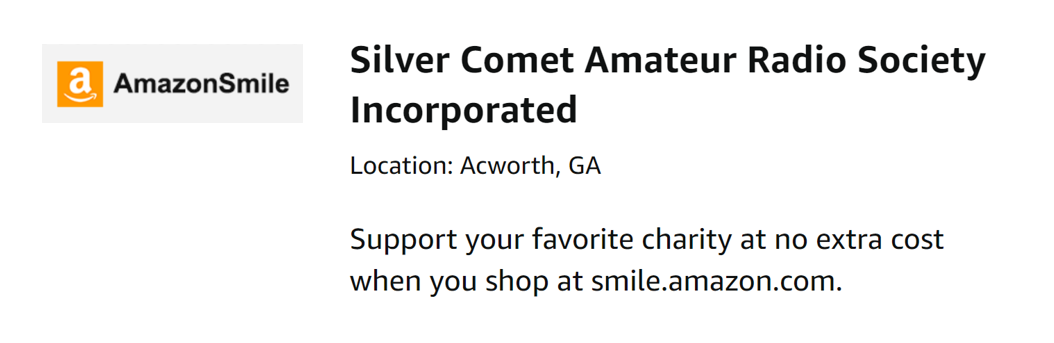 a AmazonSmile
Silver Comet Amateur Radio Society
Incorporated
Location: Acworth, GA
Support your favorite charity at no extra cost
when you shop at smile.amazon.com.